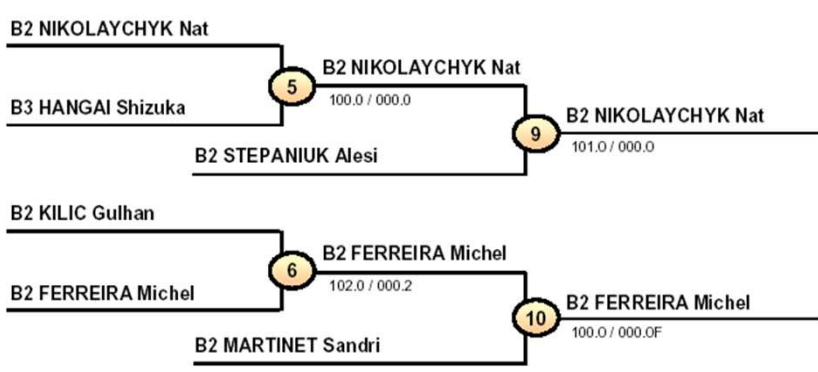 B2 NIKOLAYCHYK Nat
B2 NIKOLAYCHYK Nat
5
B3 HANGAI Shizuka
100.0 / 000.0
B2 NIKOLAYCHYK Nat
9
101.0 / 000.0
B2 STEPANIUK Alesi
B2 KILIC Gulhan
B2 FERREIRA Michel
6
102.0 / 000.2
B2 FERREIRA Michel
B2 FERREIRA Michel
10
100.0 / 000.0F
B2 MARTINET Sandri